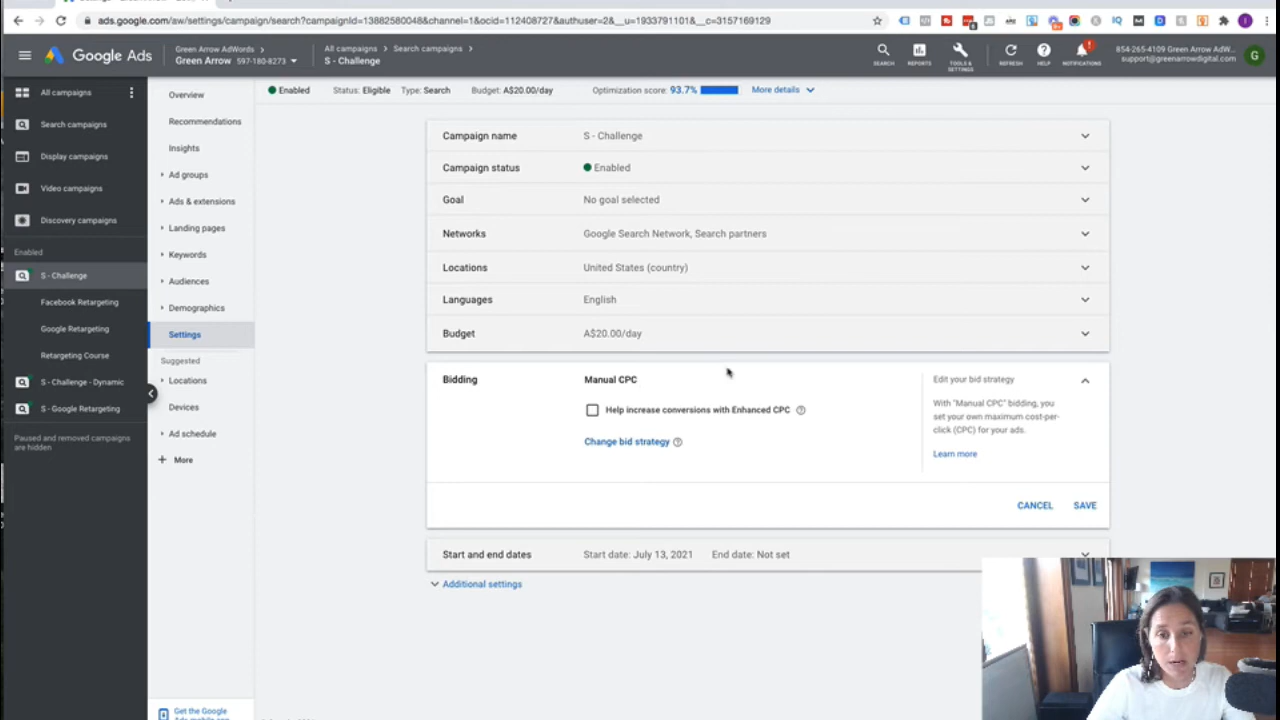 ads.google.com/aw/settings/campaign/search?campaignId=13882580048&channel=1&ocid=112408727&authuser=2&__u=1933791101&__c=3157169129
Google Ads
Green Arrow AdWords >
Green Arrow 597-180-8273
All campaigns > Search campaigns >
S - Challenge
SEARCH
REPORTS
TOOLS & SETTINGS
REFRESH
HELP
NOTIFICATIONS
854-265-4109 Green Arrow AdW...
support@greenarrowdigital.com
G
All campaigns
Search campaigns
Display campaigns
Video campaigns
Discovery campaigns
Enabled
S - Challenge
Facebook Retargeting
Google Retargeting
Retargeting Course
S - Challenge - Dynamic
S - Google Retargeting
Paused and removed campaigns
are hidden
Overview
Recommendations
Insights
Ad groups
Ads & extensions
Landing pages
Keywords
Audiences
Demographics
Settings
Suggested
Locations
Devices
Ad schedule
+ More
Get the Google
Enabled Status: Eligible Type: Search Budget: A$20.00/day Optimization score: 93.7% More details
Campaign name S - Challenge
Campaign status Enabled
Goal No goal selected
Networks Google Search Network, Search partners
Locations United States (country)
Languages English
Budget A$20.00/day
Bidding Manual CPC
Help increase conversions with Enhanced CPC
Change bid strategy
Edit your bid strategy
With "Manual CPC" bidding, you
set your own maximum cost-per-
click (CPC) for your ads.
Learn more
CANCEL SAVE
Start and end dates Start date: July 13, 2021 End date: Not set
Additional settings